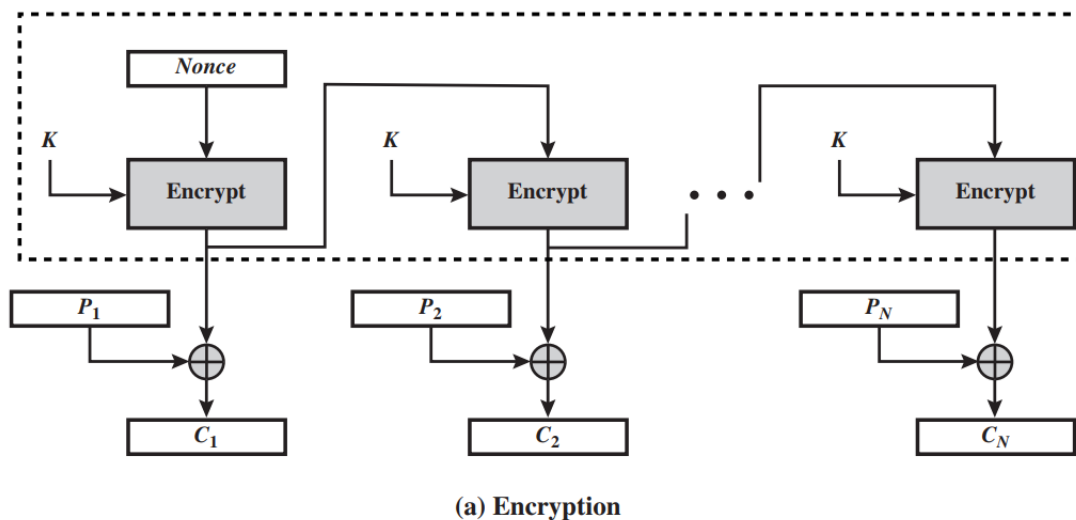 Nonce
K K K
Encrypt Encrypt Encrypt
• • •
P1 P2 PN
C1 C2 CN
(a) Encryption